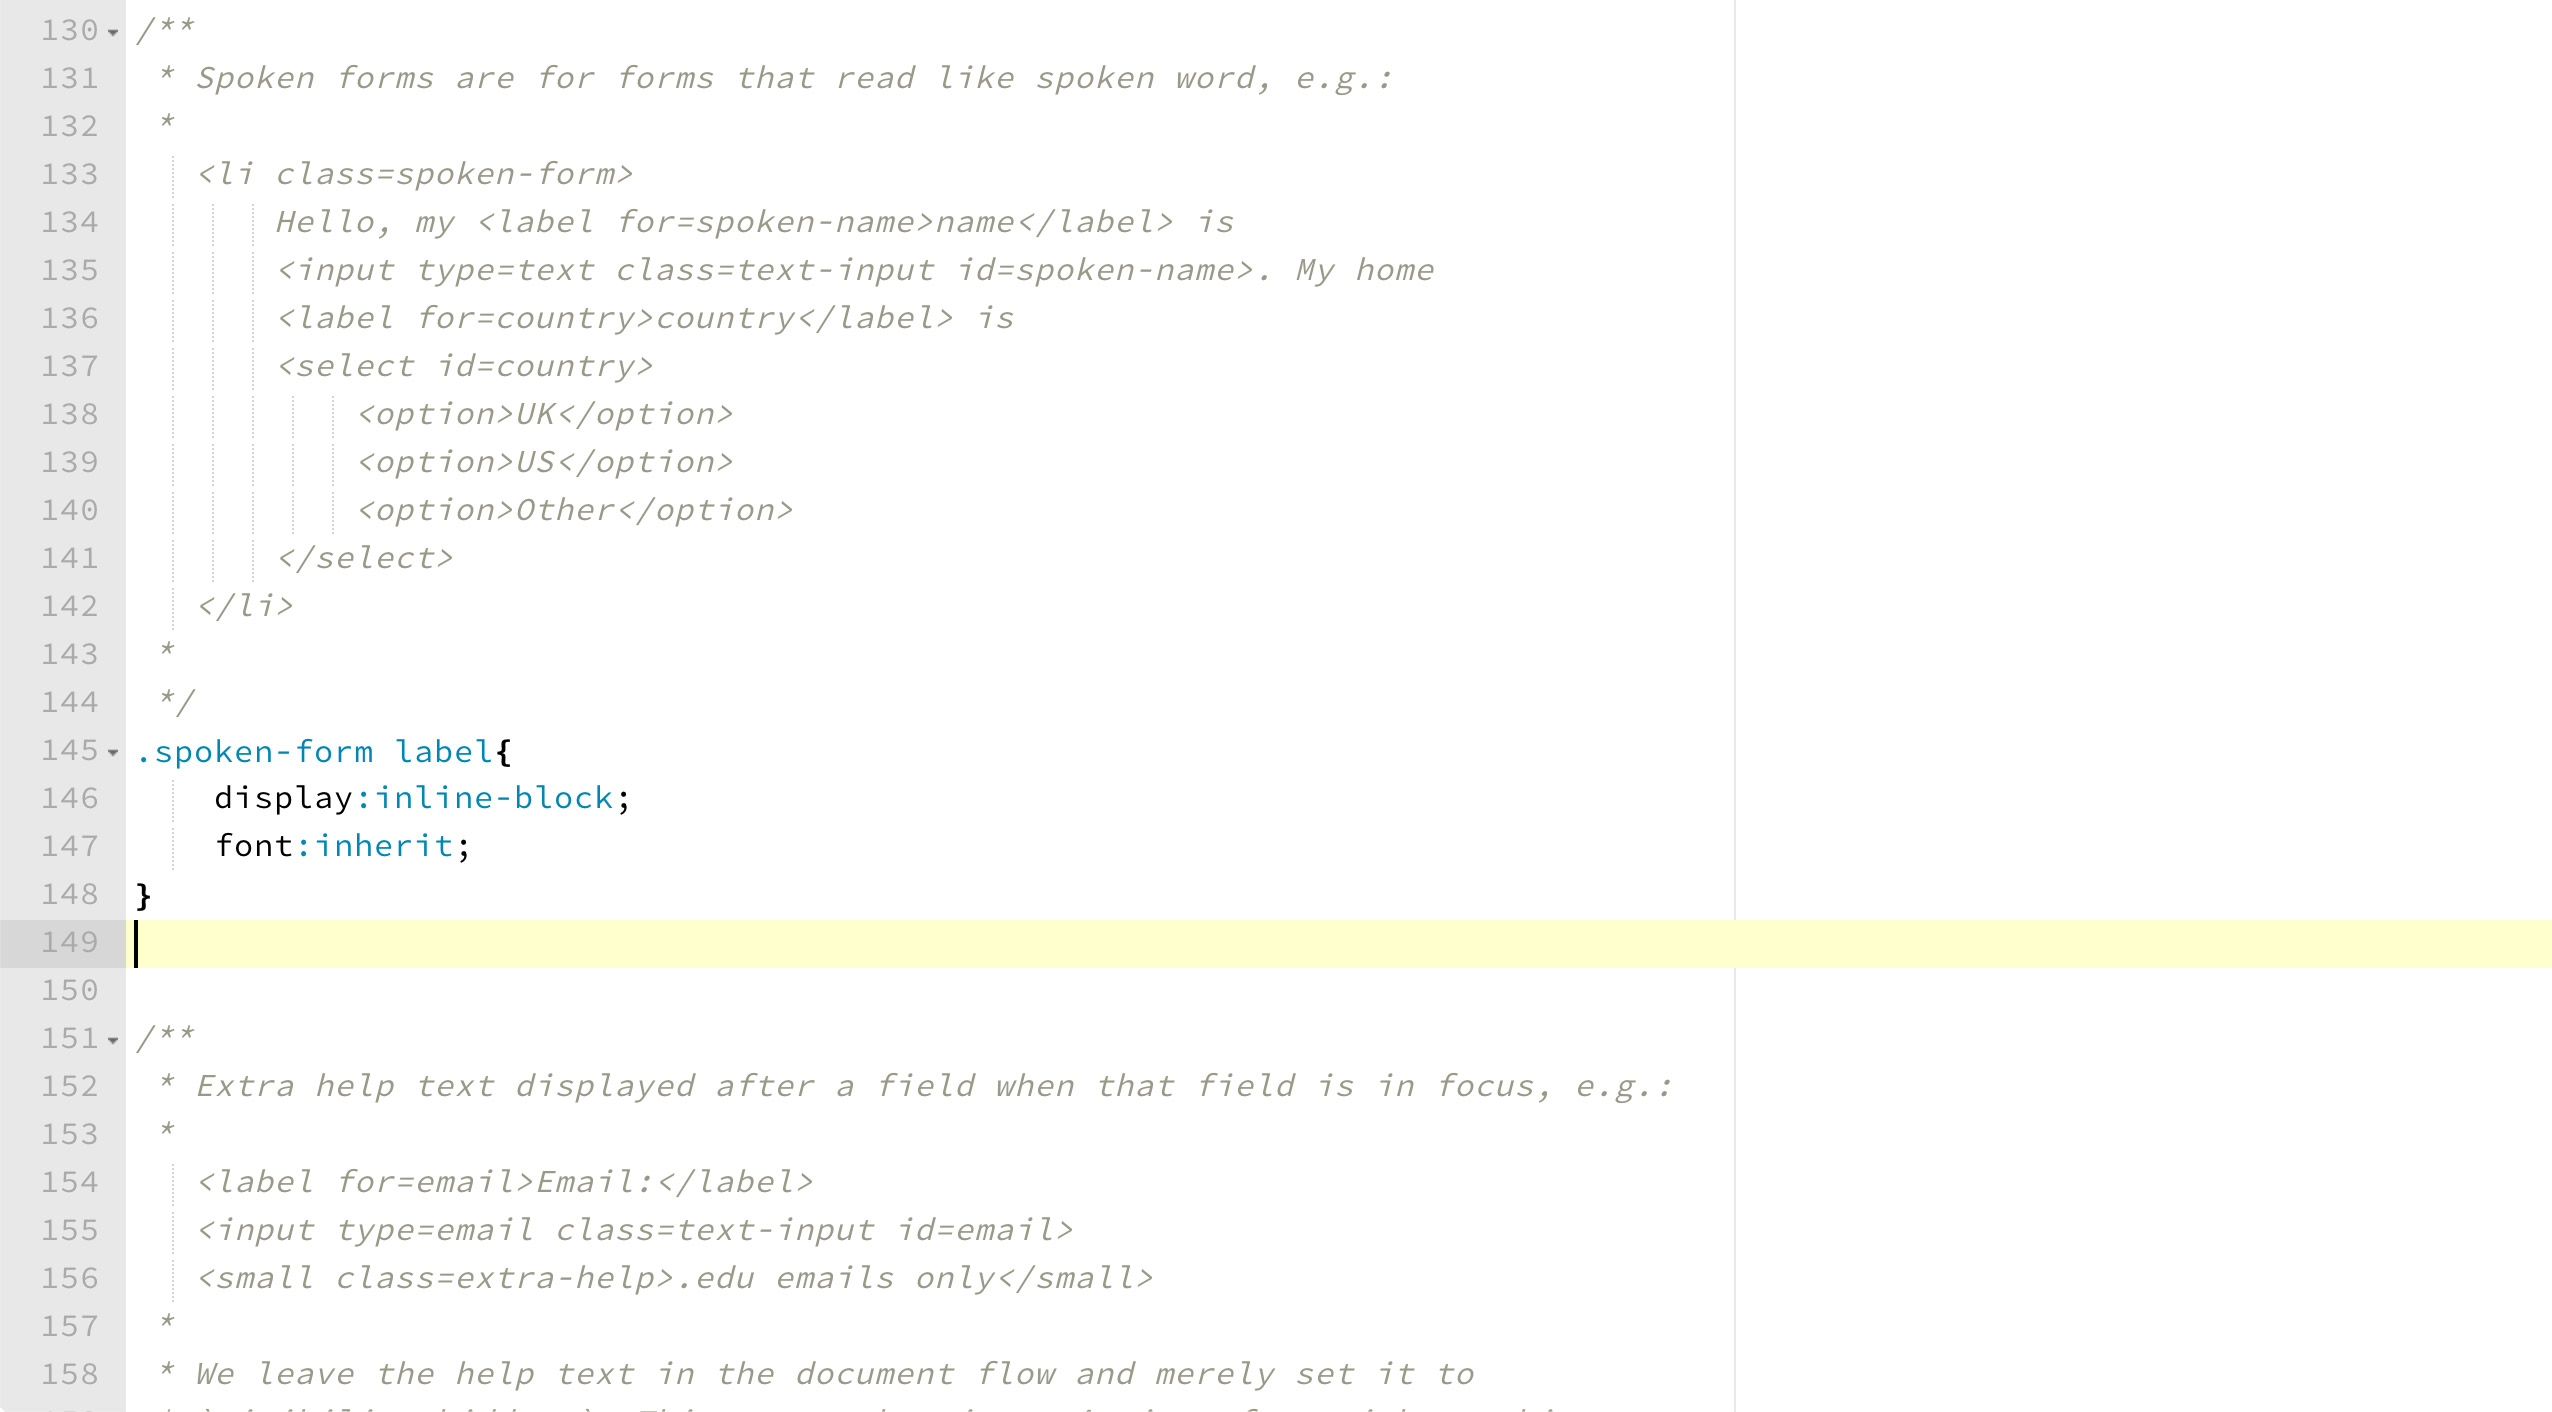 130 /**
131  * Spoken forms are for forms that read like spoken word, e.g.:
132  *
133    <li class=spoken-form>
134        Hello, my <label for=spoken-name>name</label> is
135        <input type=text class=text-input id=spoken-name>. My home
136        <label for=country>country</label> is
137        <select id=country>
138            <option>UK</option>
139            <option>US</option>
140            <option>Other</option>
141        </select>
142    </li>
143  *
144  */
145 .spoken-form label{
146     display:inline-block;
147     font:inherit;
148 }
149
150
151 /**
152  * Extra help text displayed after a field when that field is in focus, e.g.:
153  *
154    <label for=email>Email:</label>
155    <input type=email class=text-input id=email>
156    <small class=extra-help>.edu emails only</small>
157  *
158  * We leave the help text in the document flow and merely set it to